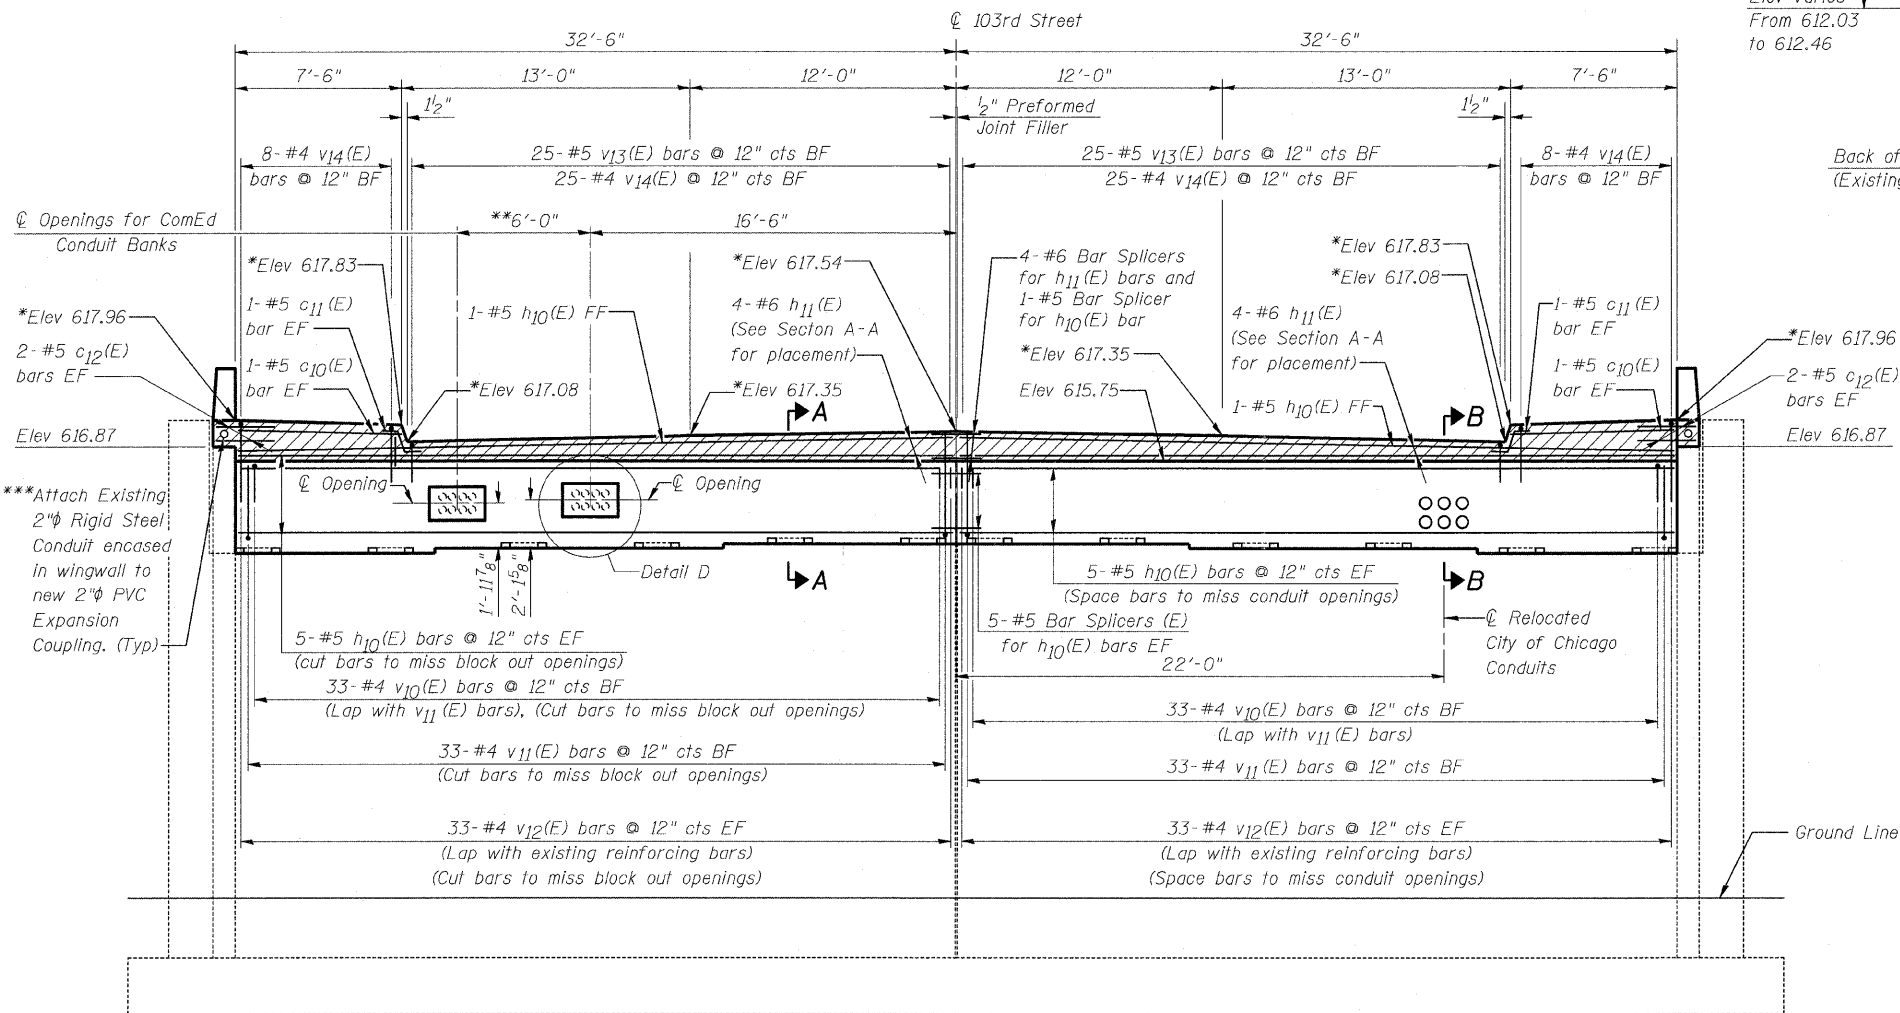 ℄ 103rd Street
Elev varies
From 612.03
to 612.46
32'-6"
32'-6"
7'-6"
13'-0"
12'-0"
12'-0"
13'-0"
7'-6"
1½"
½" Preformed
Joint Filler
1½"
8-#4 v14(E)
bars @ 12" BF
25-#5 v13(E) bars @ 12" cts BF
25-#4 v14(E) @ 12" cts BF
25-#5 v13(E) bars @ 12" cts BF
25-#4 v14(E) @ 12" cts BF
8-#4 v14(E)
bars @ 12" BF
Back of
(Existing
℄ Openings for ComEd
Conduit Banks
**6'-0"
16'-6"
*Elev 617.83
*Elev 617.54
4-#6 Bar Splicers
for h11(E) bars and
1-#5 Bar Splicer
for h10(E) bar
*Elev 617.83
*Elev 617.08
*Elev 617.96
1-#5 c11(E)
bar EF
1-#5 h10(E) FF
4-#6 h11(E)
(See Secton A-A
for placement)
4-#6 h11(E)
(See Section A-A
for placement)
1-#5 c11(E)
bar EF
*Elev 617.96
2-#5 c12(E)
bars EF
1-#5 c10(E)
bar EF
*Elev 617.08
*Elev 617.35
A
*Elev 617.35
Elev 615.75
1-#5 h10(E) FF
B
1-#5 c10(E)
bar EF
2-#5 c12(E)
bars EF
Elev 616.87
Elev 616.87
℄ Opening
℄ Opening
***Attach Existing
2"ϕ Rigid Steel
Conduit encased
in wingwall to
new 2"ϕ PVC
Expansion
Coupling. (Typ)
1'-11⅞"
2'-1⅝"
Detail D
A
5-#5 h10(E) bars @ 12" cts EF
(Space bars to miss conduit openings)
B
5-#5 Bar Splicers (E)
for h10(E) bars EF
℄ Relocated
City of Chicago
Conduits
5-#5 h10(E) bars @ 12" cts EF
(cut bars to miss block out openings)
22'-0"
33-#4 v10(E) bars @ 12" cts BF
(Lap with v11 (E) bars), (Cut bars to miss block out openings)
33-#4 v10(E) bars @ 12" cts BF
(Lap with v11(E) bars)
33-#4 v11(E) bars @ 12" cts BF
(Cut bars to miss block out openings)
33-#4 v11(E) bars @ 12" cts BF
33-#4 v12(E) bars @ 12" cts EF
(Lap with existing reinforcing bars)
(Cut bars to miss block out openings)
33-#4 v12(E) bars @ 12" cts EF
(Lap with existing reinforcing bars)
(Space bars to miss conduit openings)
Ground Line